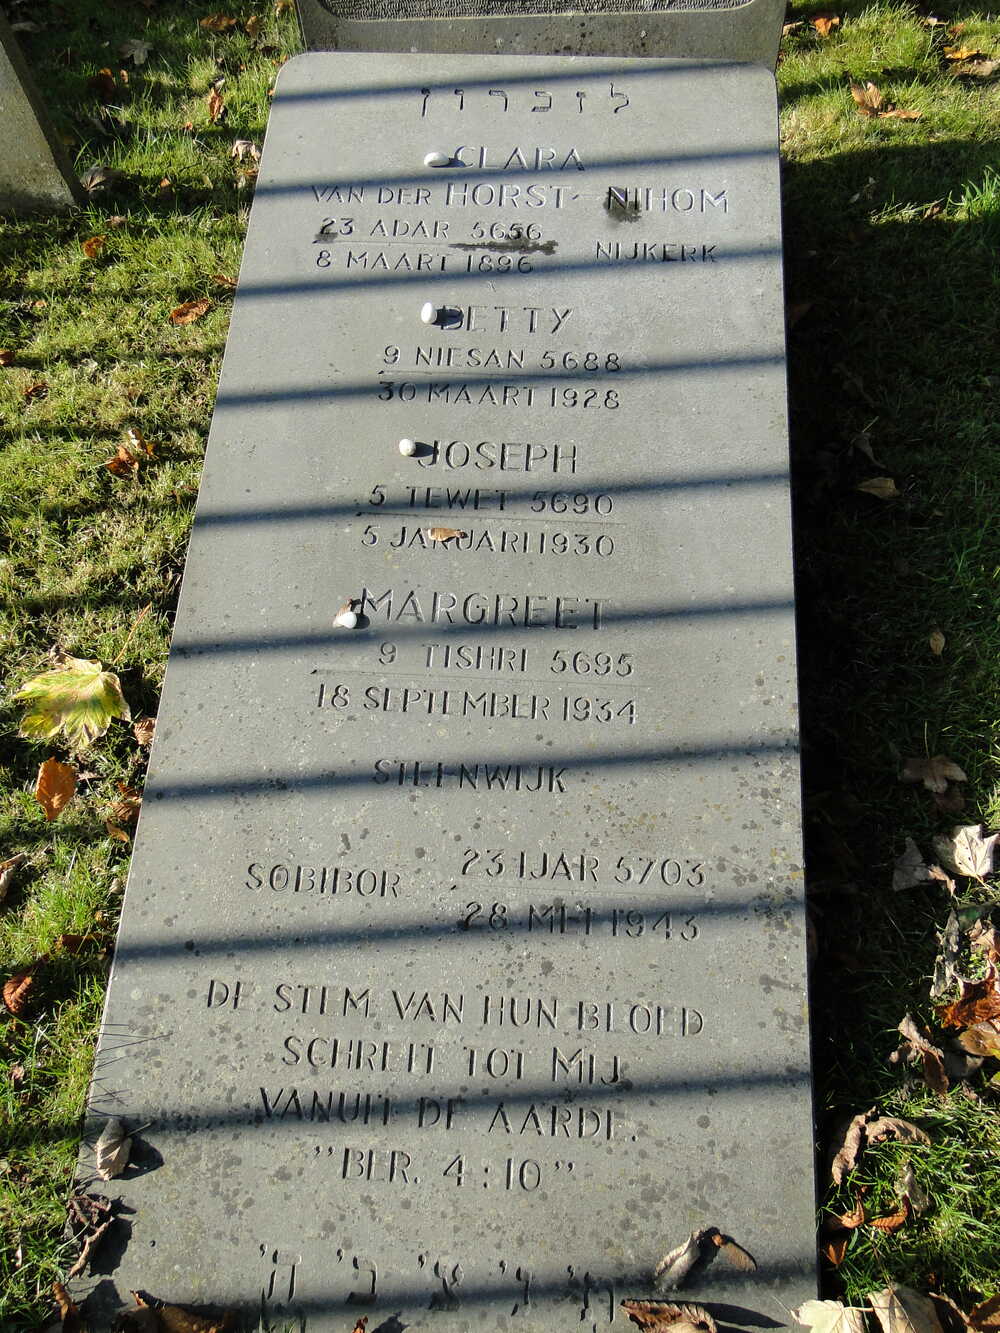 לזכרון
CLARA
VAN DER HORST - NIHOM
23 ADAR 5656
8 MAART 1896 NIJKERK
BETTY
9 NIESAN 5688
30 MAART 1928
JOSEPH
5 TEWET 5690
5 JANUARI 1930
MARGREET
9 TISHRI 5695
18 SEPTEMBER 1934
STEENWIJK
SOBIBOR 23 IJAR 5703
28 MEI 1943
DE STEM VAN HUN BLOED
SCHREIT TOT MIJ
VANUIT DE AARDE.
"BER. 4:10"
ת' נ' צ' ב' ה'